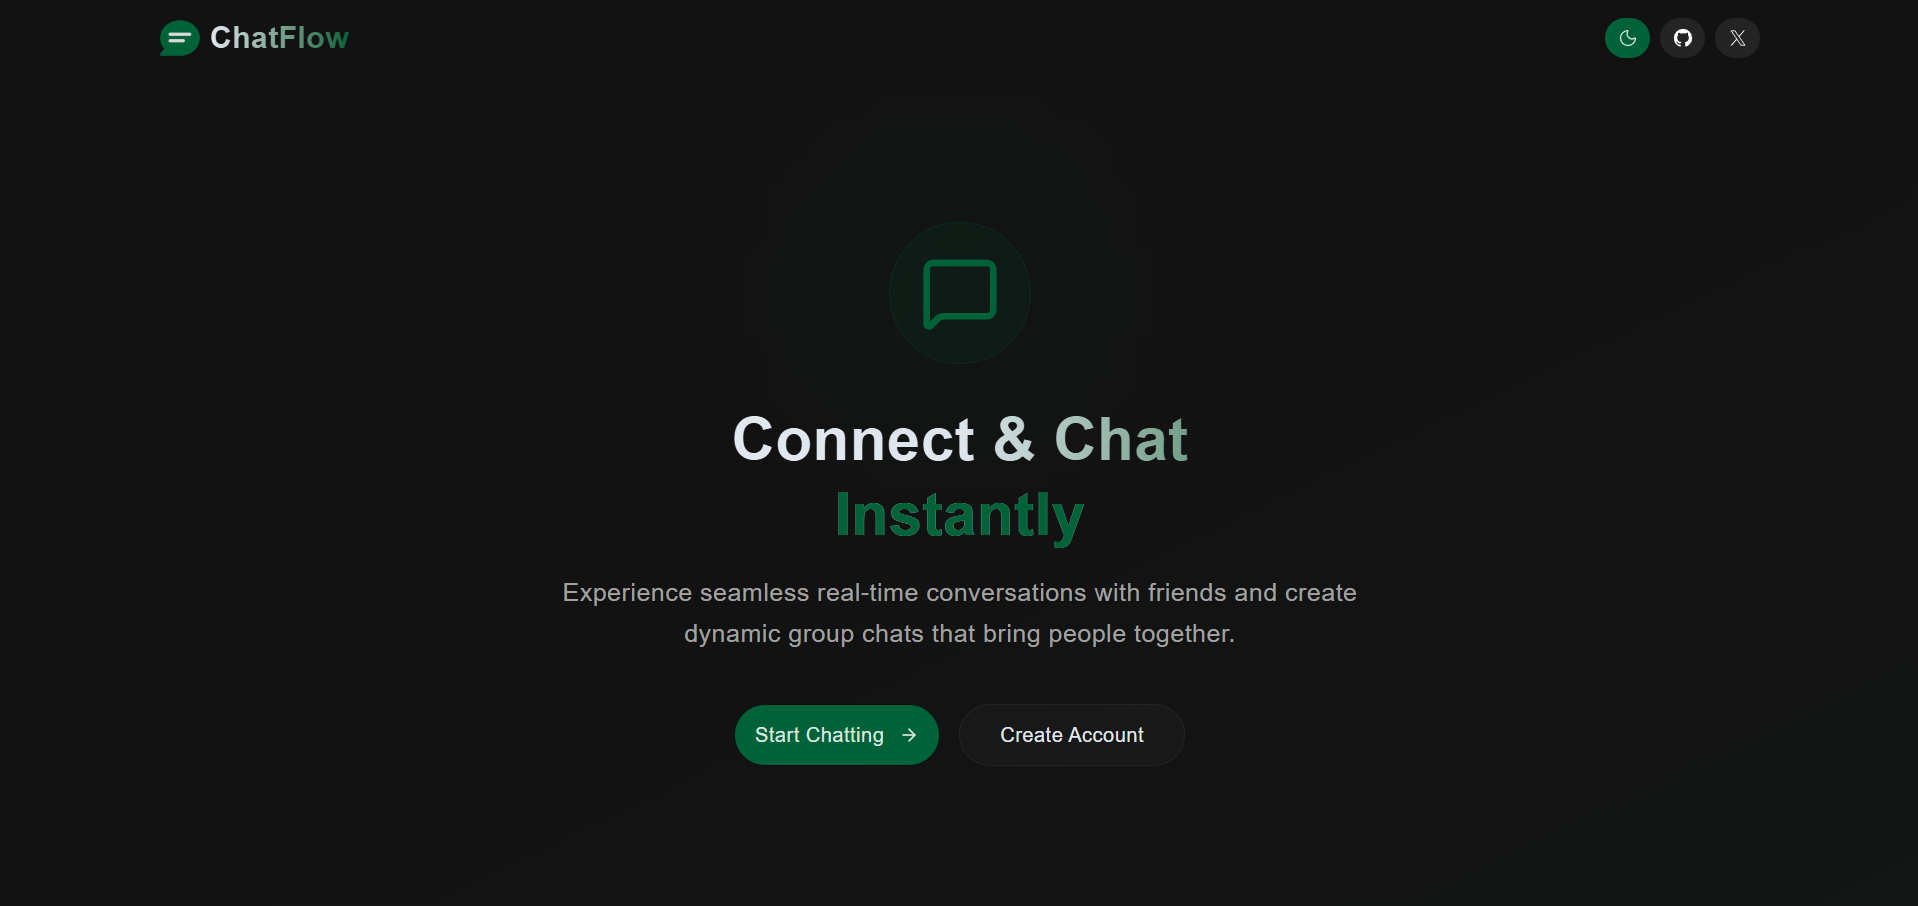 ChatFlow
Connect & Chat
Instantly
Experience seamless real-time conversations with friends and create
dynamic group chats that bring people together.
Start Chatting
Create Account